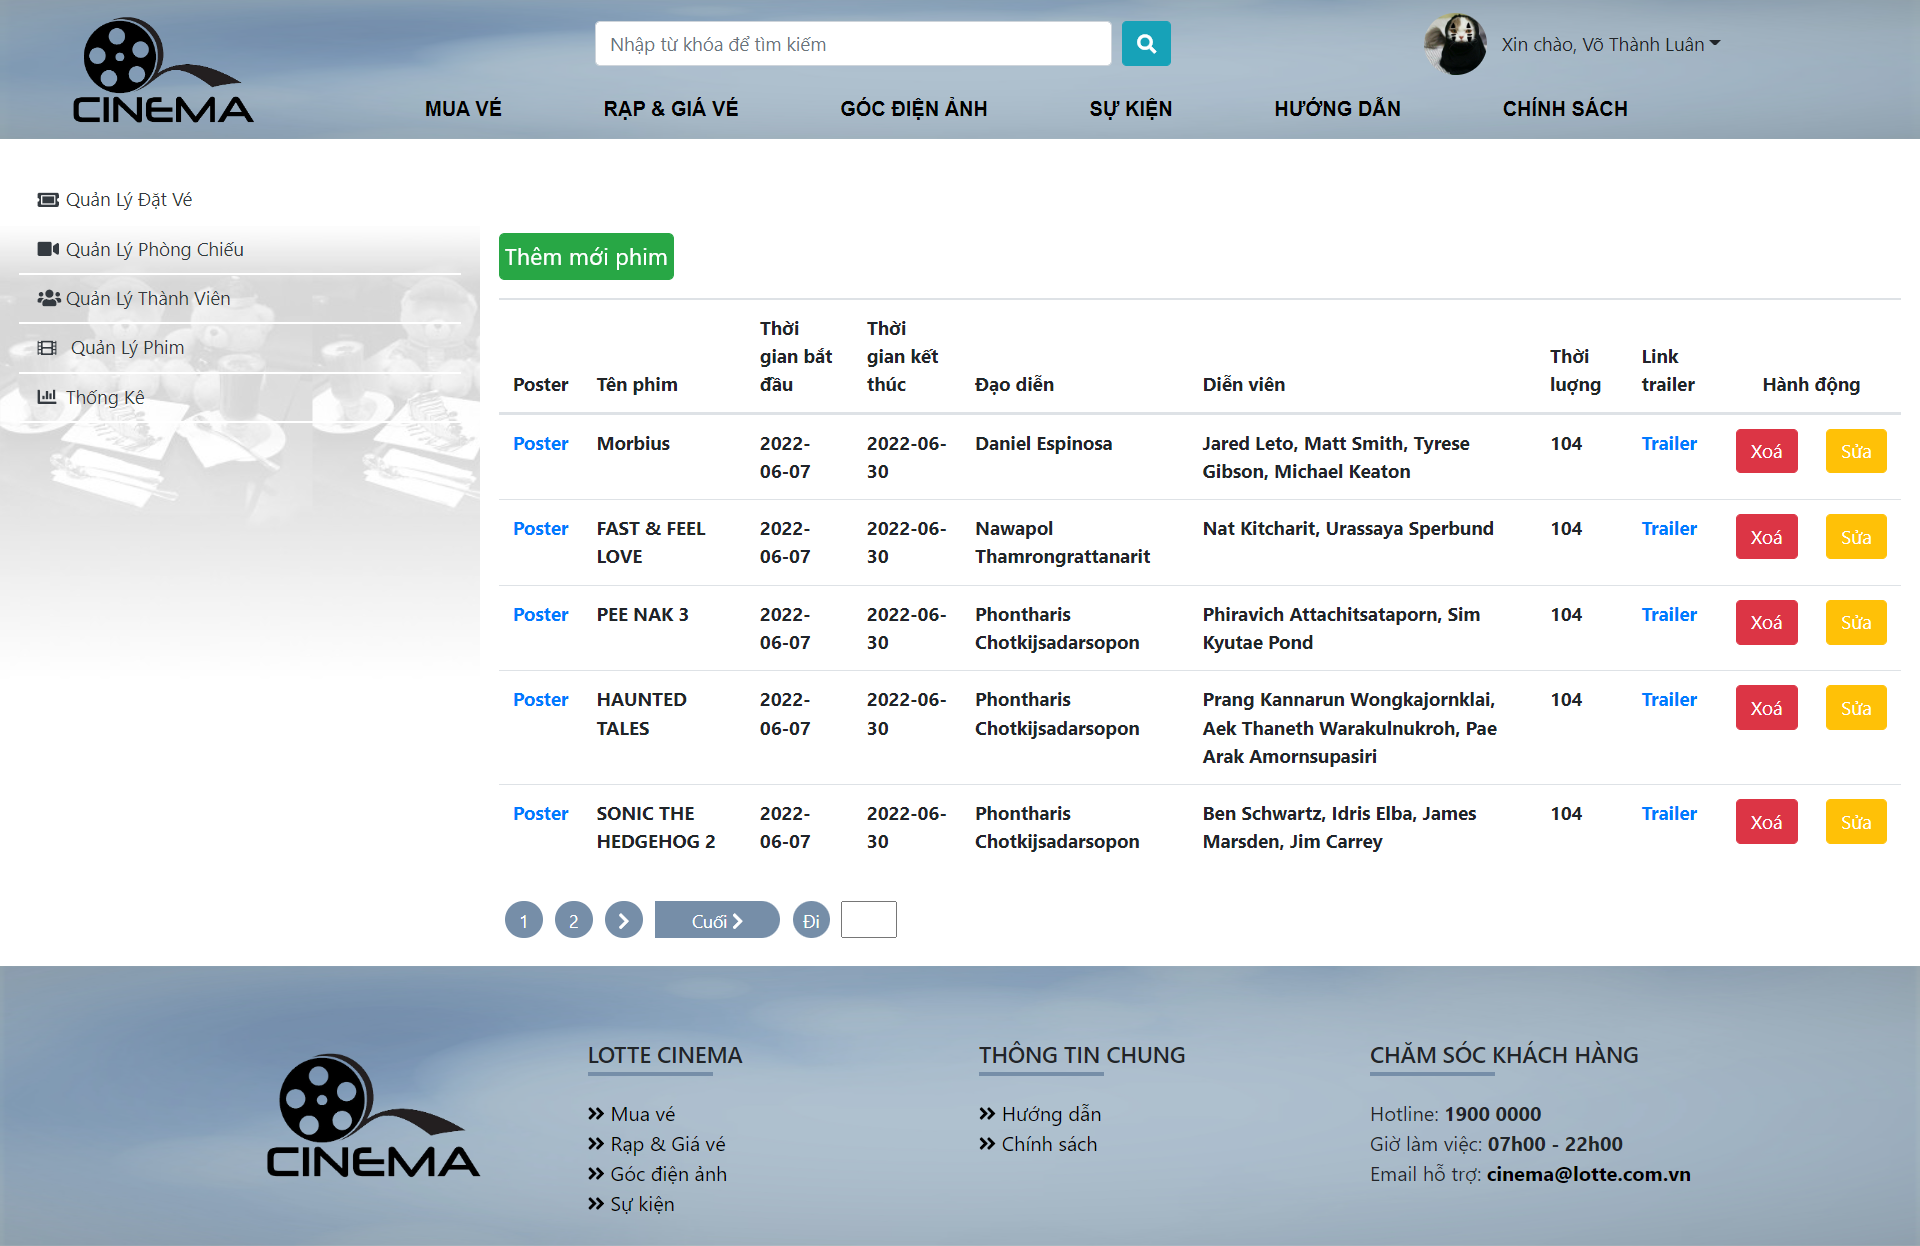 CINEMA
Nhập từ khóa để tìm kiếm
Xin chào, Võ Thành Luân
MUA VÉ
RẠP & GIÁ VÉ
GÓC ĐIỆN ẢNH
SỰ KIỆN
HƯỚNG DẪN
CHÍNH SÁCH
Quản Lý Đặt Vé
Quản Lý Phòng Chiếu
Quản Lý Thành Viên
Quản Lý Phim
Thống Kê
Thêm mới phim
Poster
Tên phim
Thời
gian bắt
đầu
Thời
gian kết
thúc
Đạo diễn
Diễn viên
Thời
lượng
Link
trailer
Hành động
Poster
Morbius
2022-
06-07
2022-06-
30
Daniel Espinosa
Jared Leto, Matt Smith, Tyrese
Gibson, Michael Keaton
104
Trailer
Xoá
Sửa
Poster
FAST & FEEL
LOVE
2022-
06-07
2022-06-
30
Nawapol
Thamrongrattanarit
Nat Kitcharit, Urassaya Sperbund
104
Trailer
Xoá
Sửa
Poster
PEE NAK 3
2022-
06-07
2022-06-
30
Phontharis
Chotkijsadarsopon
Phiravich Attachitsataporn, Sim
Kyutae Pond
104
Trailer
Xoá
Sửa
Poster
HAUNTED
TALES
2022-
06-07
2022-06-
30
Phontharis
Chotkijsadarsopon
Prang Kannarun Wongkajornklai,
Aek Thaneth Warakulnukroh, Pae
Arak Amornsupasiri
104
Trailer
Xoá
Sửa
Poster
SONIC THE
HEDGEHOG 2
2022-
06-07
2022-06-
30
Phontharis
Chotkijsadarsopon
Ben Schwartz, Idris Elba, James
Marsden, Jim Carrey
104
Trailer
Xoá
Sửa
1
2
Cuối
Đi
CINEMA
LOTTE CINEMA
Mua vé
Rạp & Giá vé
Góc điện ảnh
Sự kiện
THÔNG TIN CHUNG
Hướng dẫn
Chính sách
CHĂM SÓC KHÁCH HÀNG
Hotline: 1900 0000
Giờ làm việc: 07h00 - 22h00
Email hỗ trợ: cinema@lotte.com.vn